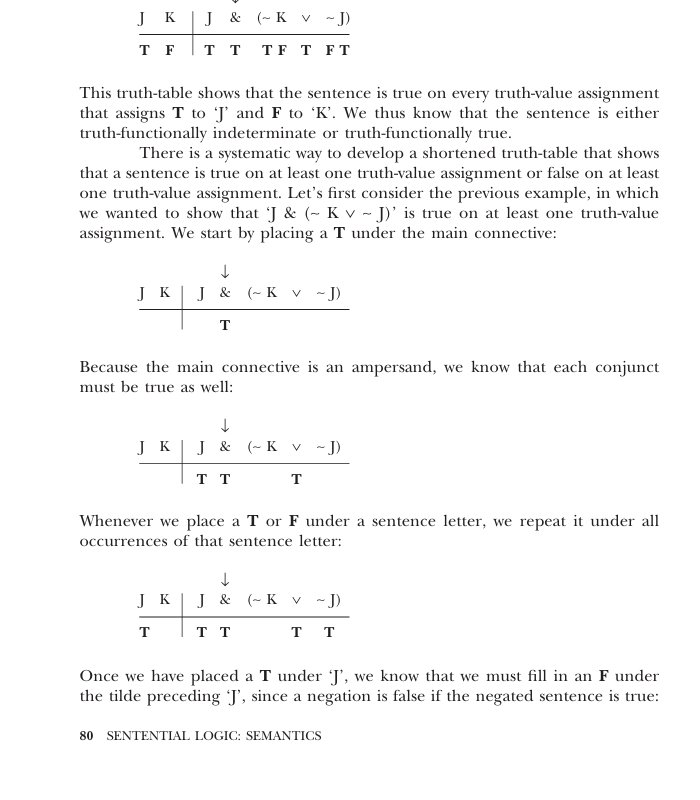 ↓
J K | J & (~ K ∨ ~ J)
T F | T T T F T F T
This truth-table shows that the sentence is true on every truth-value assignment
that assigns T to ‘J’ and F to ‘K’. We thus know that the sentence is either
truth-functionally indeterminate or truth-functionally true.
There is a systematic way to develop a shortened truth-table that shows
that a sentence is true on at least one truth-value assignment or false on at least
one truth-value assignment. Let’s first consider the previous example, in which
we wanted to show that ‘J & (~ K ∨ ~ J)’ is true on at least one truth-value
assignment. We start by placing a T under the main connective:
↓
J K | J & (~ K ∨ ~ J)
T
Because the main connective is an ampersand, we know that each conjunct
must be true as well:
↓
J K | J & (~ K ∨ ~ J)
T T T
Whenever we place a T or F under a sentence letter, we repeat it under all
occurrences of that sentence letter:
↓
J K | J & (~ K ∨ ~ J)
T | T T T T
Once we have placed a T under ‘J’, we know that we must fill in an F under
the tilde preceding ‘J’, since a negation is false if the negated sentence is true:
80 SENTENTIAL LOGIC: SEMANTICS